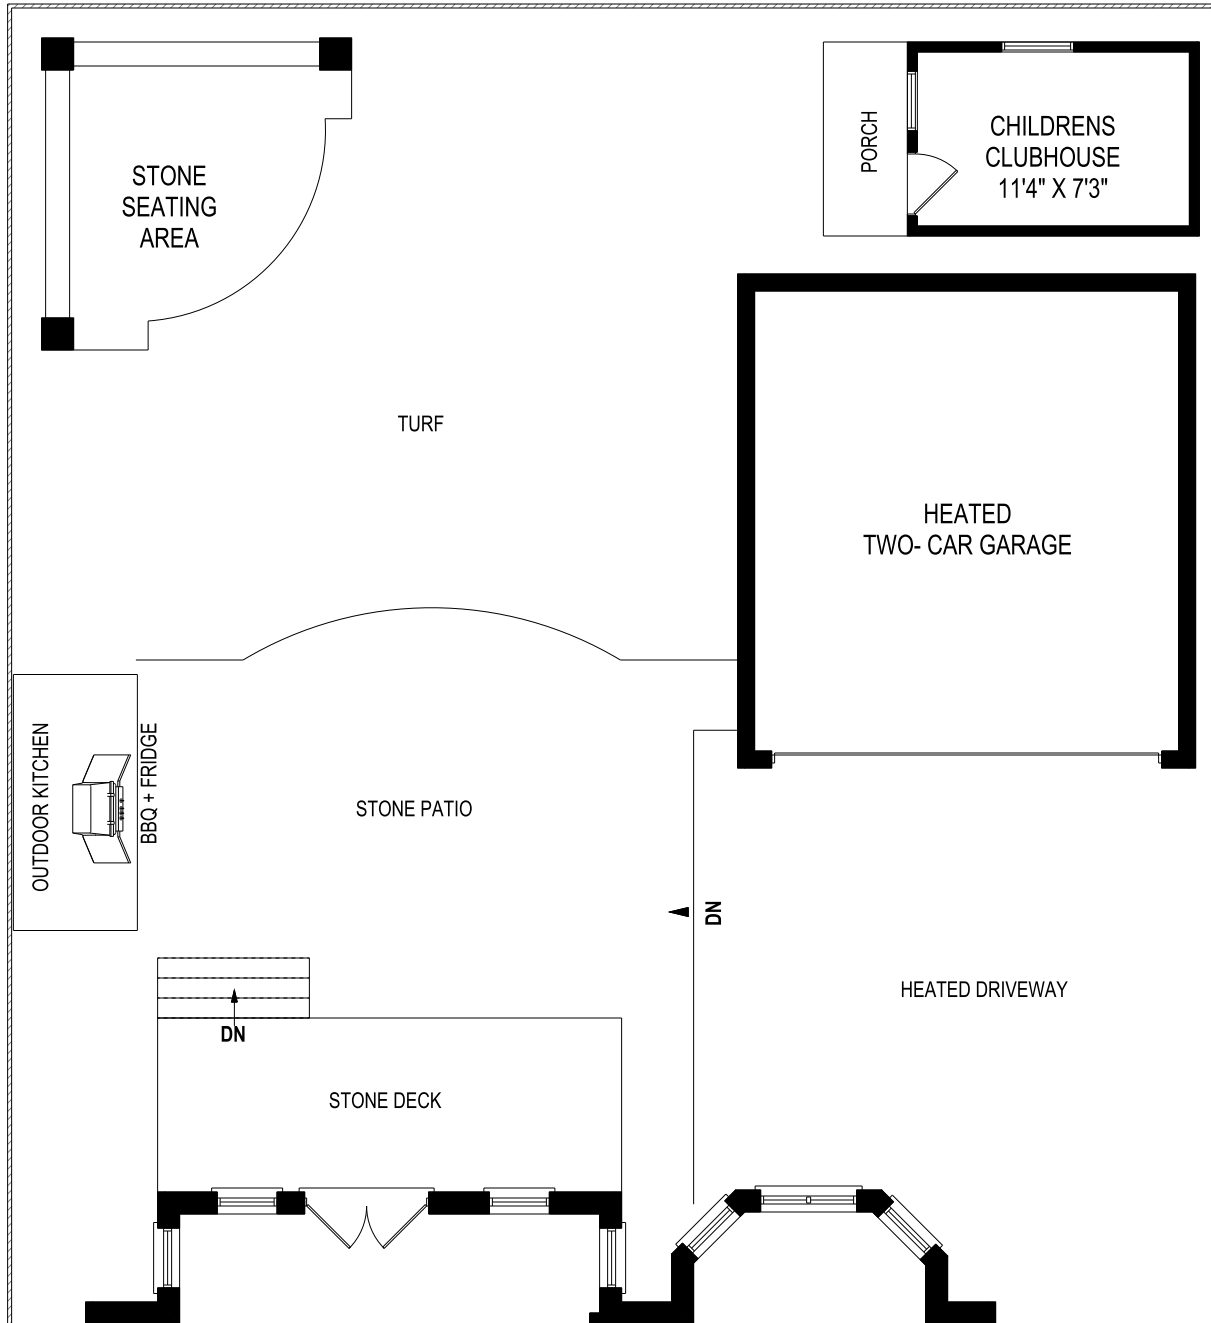 STONE
SEATING
AREA
PORCH
CHILDRENS
CLUBHOUSE
11'4" X 7'3"
TURF
HEATED
TWO- CAR GARAGE
OUTDOOR KITCHEN
BBQ + FRIDGE
STONE PATIO
DN
HEATED DRIVEWAY
DN
STONE DECK